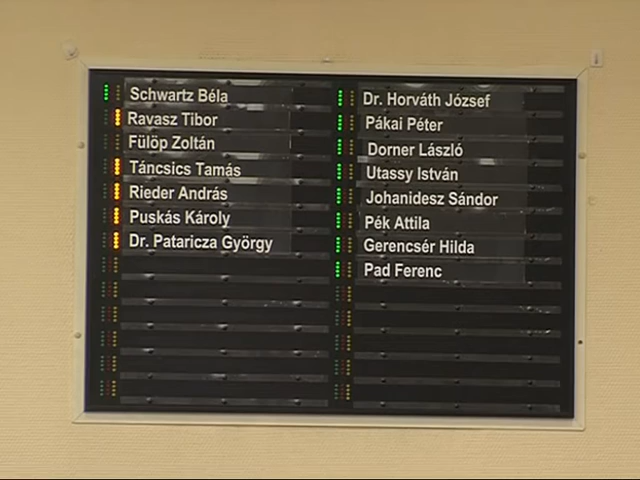 Schwartz Béla
Ravasz Tibor
Fülöp Zoltán
Táncsics Tamás
Rieder András
Puskás Károly
Dr. Pataricza György
Dr. Horváth József
Pákai Péter
Dorner László
Utassy István
Johanidesz Sándor
Pék Attila
Gerencsér Hilda
Pad Ferenc